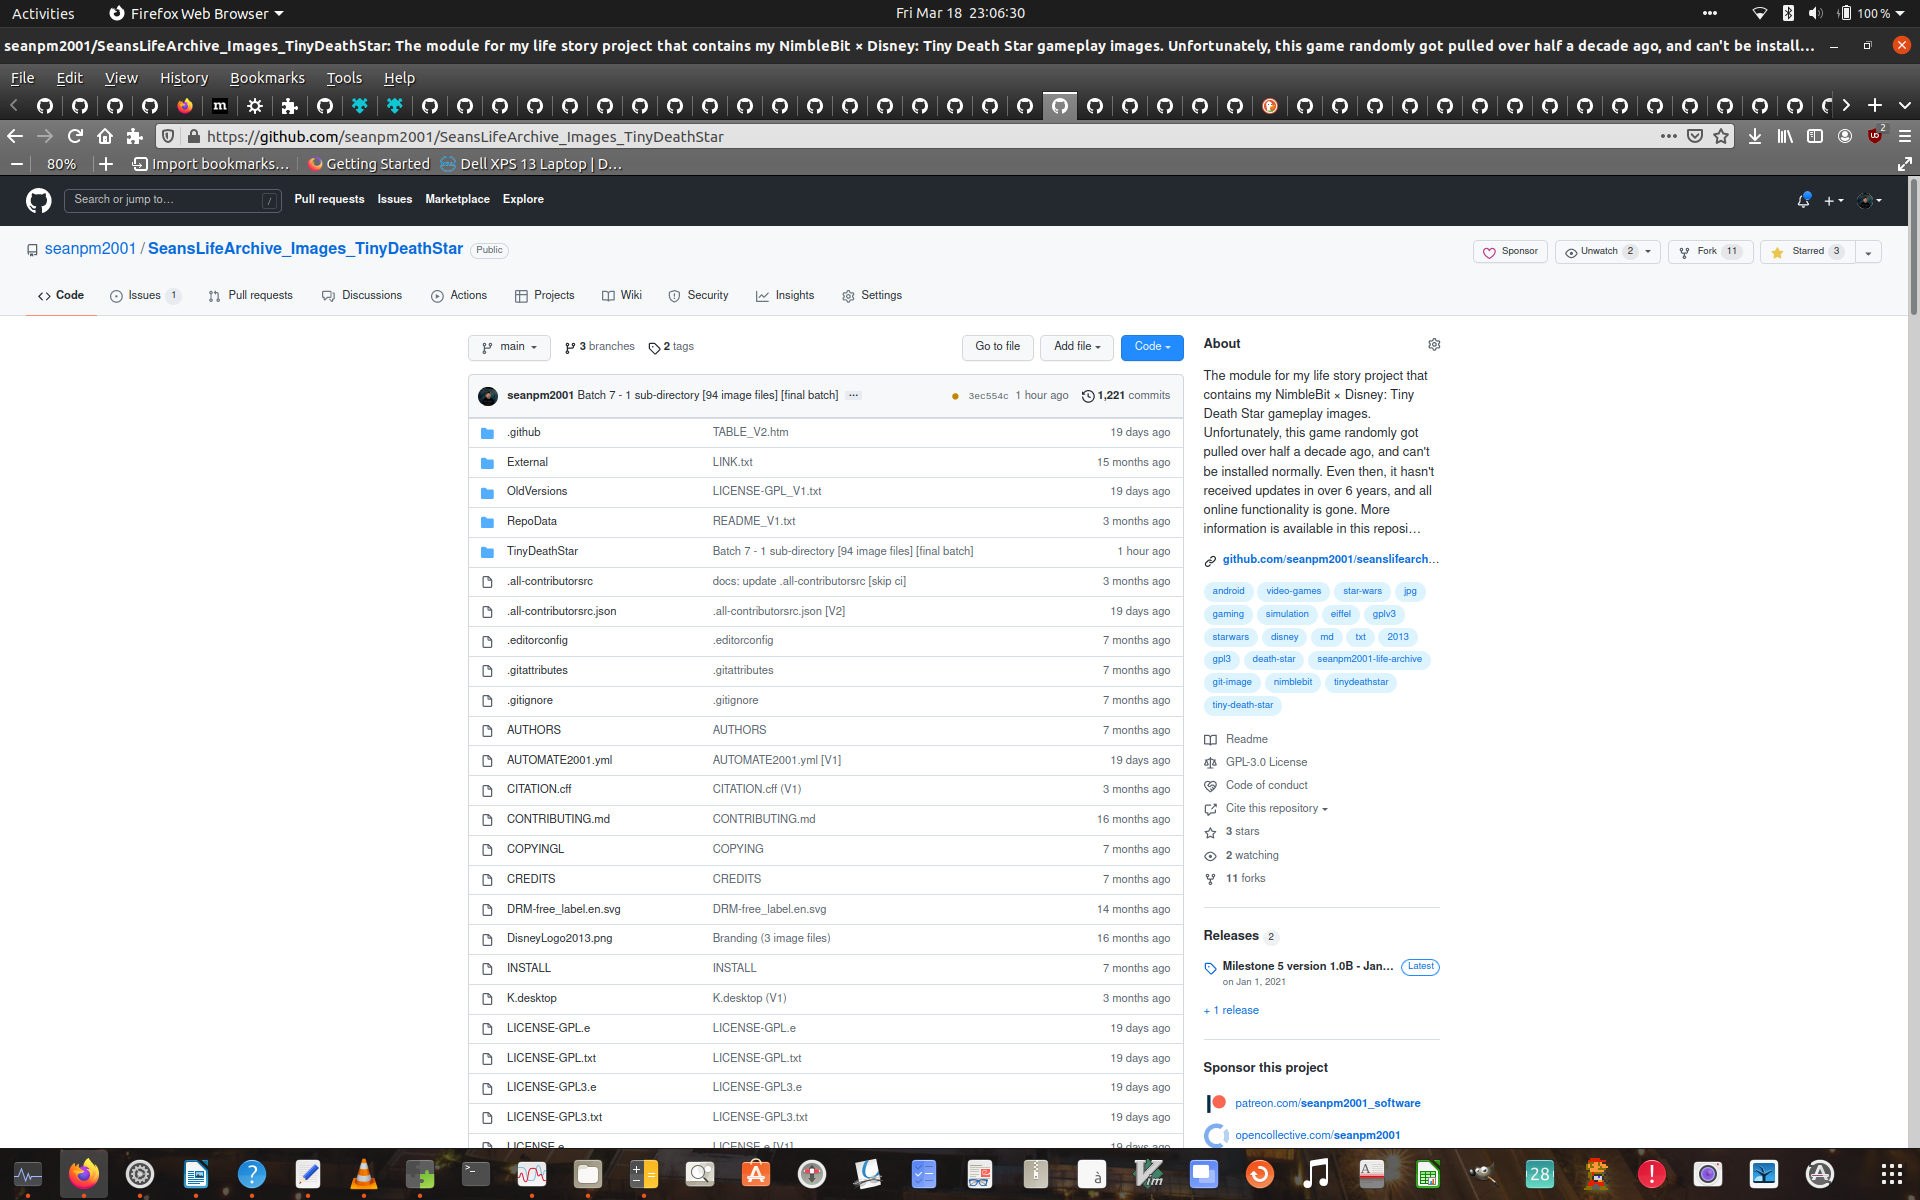 Activities
Firefox Web Browser
Fri Mar 18 23:06:30
100 %
seanpm2001/SeansLifeArchive_Images_TinyDeathStar: The module for my life story project that contains my NimbleBit × Disney: Tiny Death Star gameplay images. Unfortunately, this game randomly got pulled over half a decade ago, and can't be install…
File Edit View History Bookmarks Tools Help
https://github.com/seanpm2001/SeansLifeArchive_Images_TinyDeathStar
2
80%
Import bookmarks…
Getting Started
Dell XPS 13 Laptop | D…
Search or jump to…
/
Pull requests Issues Marketplace Explore
seanpm2001 / SeansLifeArchive_Images_TinyDeathStar Public
Sponsor
Unwatch 2
Fork 11
Starred 3
Code
Issues 1
Pull requests
Discussions
Actions
Projects
Wiki
Security
Insights
Settings
main
3 branches
2 tags
Go to file
Add file
Code
seanpm2001 Batch 7 - 1 sub-directory [94 image files] [final batch] … 3ec554c 1 hour ago 1,221 commits
.github TABLE_V2.htm 19 days ago
External LINK.txt 15 months ago
OldVersions LICENSE-GPL_V1.txt 19 days ago
RepoData README_V1.txt 3 months ago
TinyDeathStar Batch 7 - 1 sub-directory [94 image files] [final batch] 1 hour ago
.all-contributorsrc docs: update .all-contributorsrc [skip ci] 3 months ago
.all-contributorsrc.json .all-contributorsrc.json [V2] 19 days ago
.editorconfig .editorconfig 7 months ago
.gitattributes .gitattributes 7 months ago
.gitignore .gitignore 7 months ago
AUTHORS AUTHORS 7 months ago
AUTOMATE2001.yml AUTOMATE2001.yml [V1] 19 days ago
CITATION.cff CITATION.cff (V1) 3 months ago
CONTRIBUTING.md CONTRIBUTING.md 16 months ago
COPYINGL COPYING 7 months ago
CREDITS CREDITS 7 months ago
DRM-free_label.en.svg DRM-free_label.en.svg 14 months ago
DisneyLogo2013.png Branding (3 image files) 16 months ago
INSTALL INSTALL 7 months ago
K.desktop K.desktop (V1) 3 months ago
LICENSE-GPL.e LICENSE-GPL.e 19 days ago
LICENSE-GPL.txt LICENSE-GPL.txt 19 days ago
LICENSE-GPL3.e LICENSE-GPL3.e 19 days ago
LICENSE-GPL3.txt LICENSE-GPL3.txt 19 days ago
LICENSE.e LICENSE.e [V1] 19 days ago
About
The module for my life story project that
contains my NimbleBit × Disney: Tiny
Death Star gameplay images.
Unfortunately, this game randomly got
pulled over half a decade ago, and can't
be installed normally. Even then, it hasn't
received updates in over 6 years, and all
online functionality is gone. More
information is available in this reposi…
github.com/seanpm2001/seanslifearch…
android video-games star-wars jpg
gaming simulation eiffel gplv3
starwars disney md txt 2013
gpl3 death-star seanpm2001-life-archive
git-image nimblebit tinydeathstar
tiny-death-star
Readme
GPL-3.0 License
Code of conduct
Cite this repository
3 stars
2 watching
11 forks
Releases 2
Milestone 5 version 1.0B - Jan… Latest
on Jan 1, 2021
+ 1 release
Sponsor this project
patreon.com/seanpm2001_software
opencollective.com/seanpm2001
28